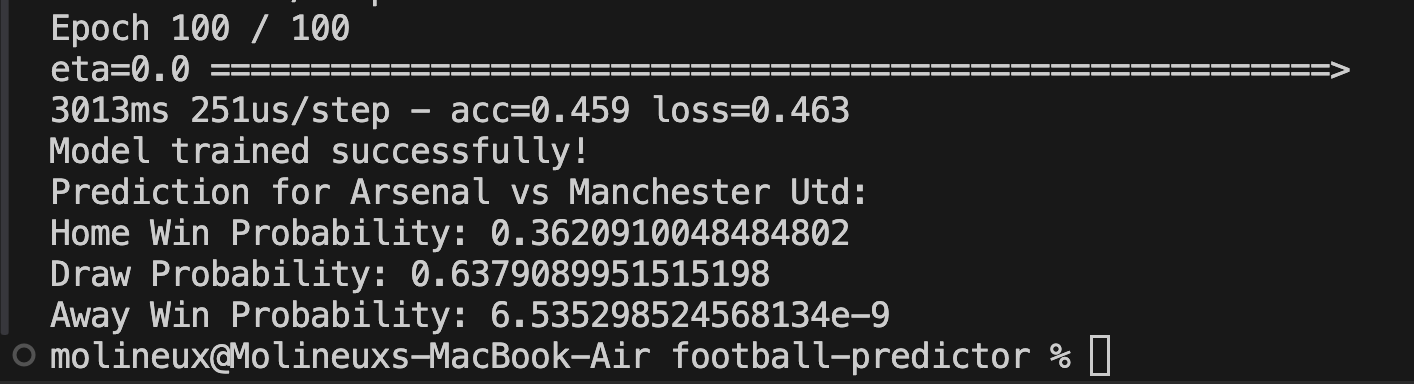 Epoch 100 / 100
eta=0.0 ========================================================>
3013ms 251us/step - acc=0.459 loss=0.463
Model trained successfully!
Prediction for Arsenal vs Manchester Utd:
Home Win Probability: 0.3620910048484802
Draw Probability: 0.6379089951515198
Away Win Probability: 6.535298524568134e-9
molineux@Molineuxs-MacBook-Air football-predictor %